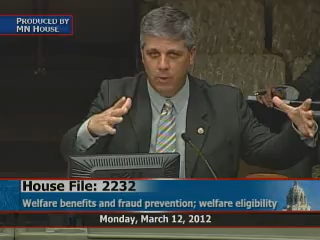 PRODUCED BY
MN HOUSE
House File: 2232
Welfare benefits and fraud prevention; welfare eligibility
Monday, March 12, 2012